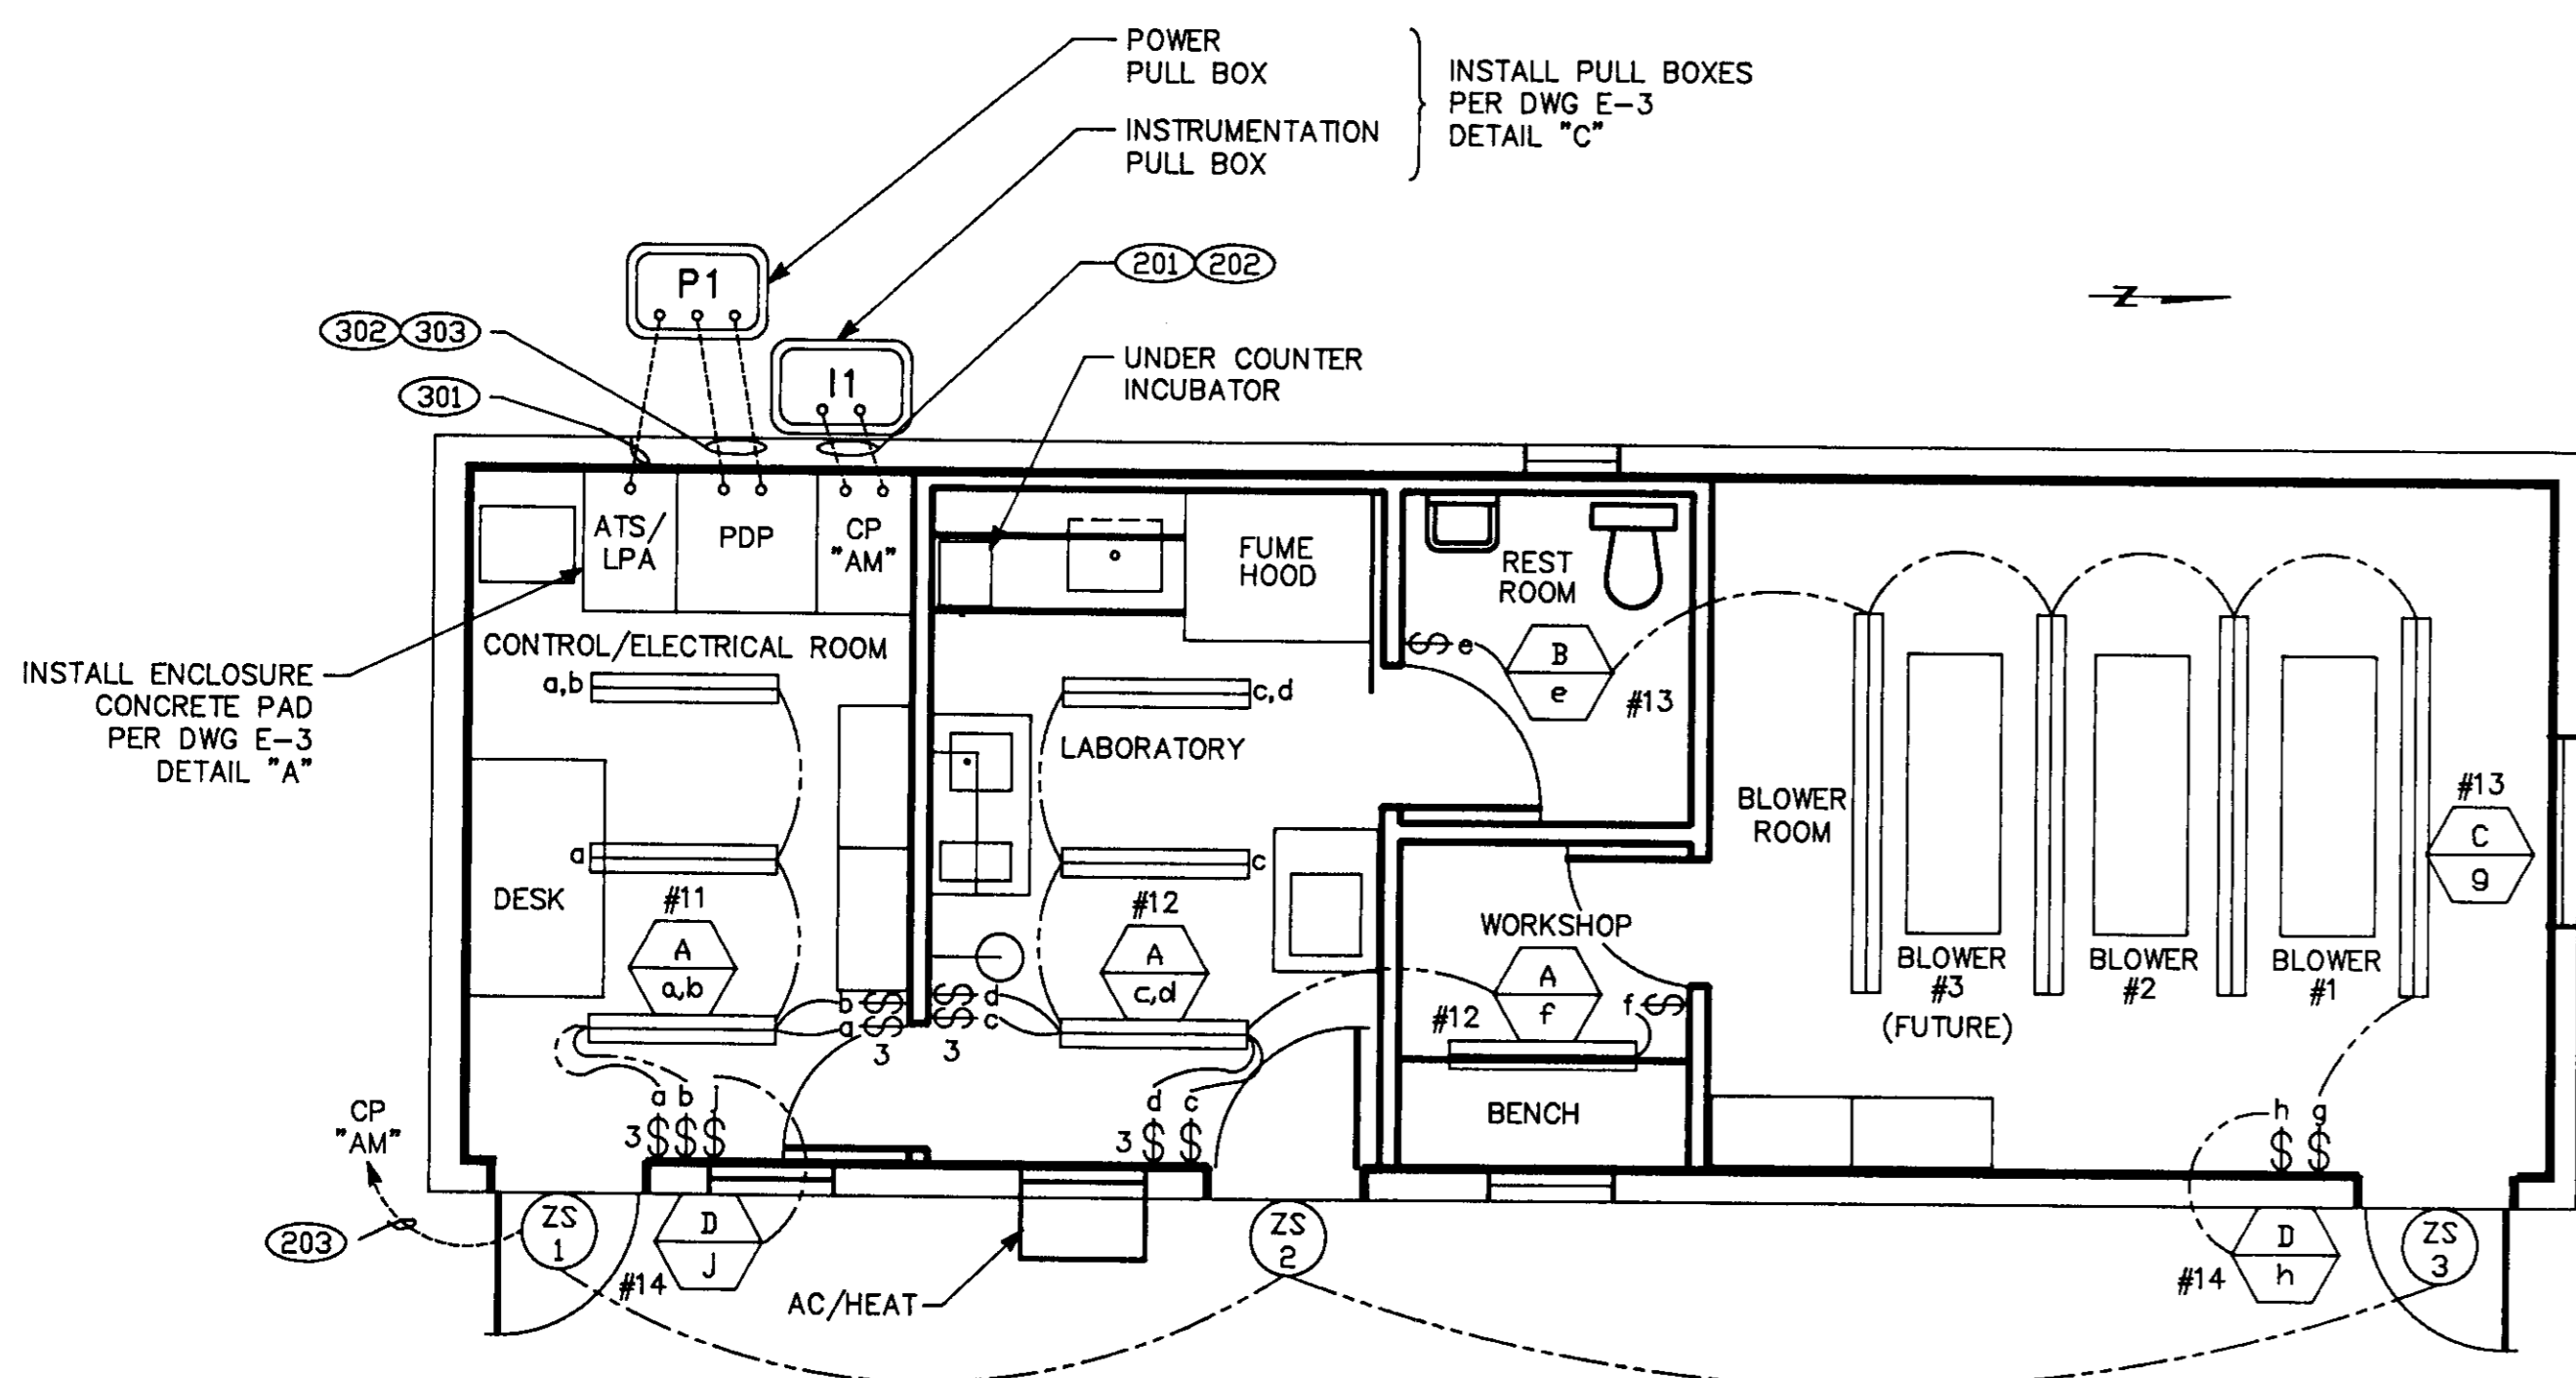 POWER
PULL BOX
INSTRUMENTATION
PULL BOX
INSTALL PULL BOXES
PER DWG E-3
DETAIL "C"
201 202
P1
Z
302 303
I1
UNDER COUNTER
INCUBATOR
301
ATS/
LPA
PDP
CP
"AM"
FUME
HOOD
REST
ROOM
CONTROL/ELECTRICAL ROOM
$ e
B
e
#13
INSTALL ENCLOSURE
CONCRETE PAD
PER DWG E-3
DETAIL "A"
a,b
c,d
LABORATORY
BLOWER
ROOM
#13
C
g
a
c
DESK
#11
A
a,b
#12
A
c,d
WORKSHOP
A
f
#12
f $
BLOWER
#3
(FUTURE)
BLOWER
#2
BLOWER
#1
b $
a $
3
$ d
$ c
3
a b j
3 $ $ $
d c
3 $ $
BENCH
h g
$ $
CP
"AM"
203
ZS
1
D
j
#14
AC/HEAT
ZS
2
D
h
#14
ZS
3